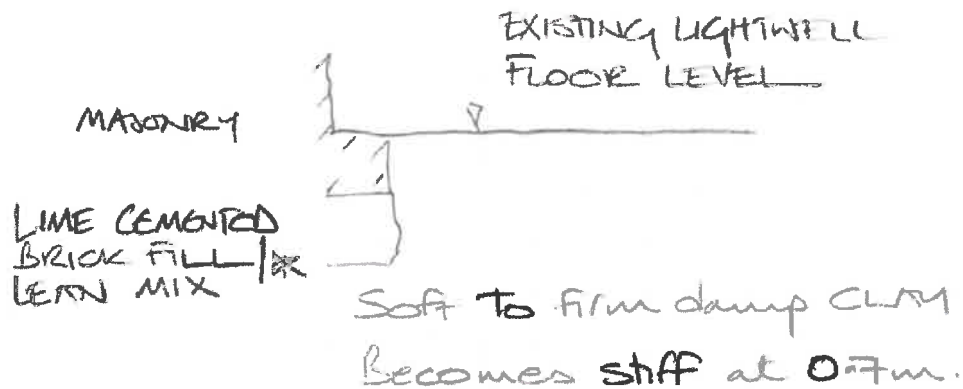 EXISTING LIGHTWELL
FLOOR LEVEL
MASONRY
LIME CEMENTED
BRICK FILL
LEAN MIX
Soft to firm damp CLAY
Becomes stiff at 0.7m.